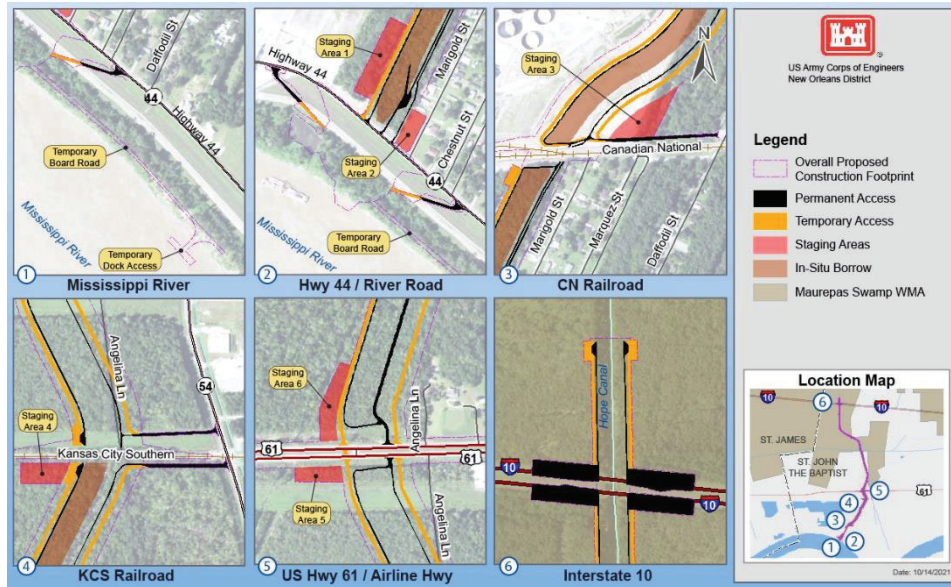 Daffodil St
44
Highway 44
Temporary
Board Road
Mississippi River
Temporary
Dock Access
1
Mississippi River
Highway 44
Staging
Area 1
Marigold St
Staging
Area 2
Chestnut St
44
Mississippi River
Temporary
Board Road
2
Hwy 44 / River Road
N
Staging
Area 3
Canadian National
Marigold St
Marquez St
Daffodil St
3
CN Railroad
Angelina Ln
54
Staging
Area 4
Kansas City Southern
4
KCS Railroad
Staging
Area 6
Angelina Ln
61
61
Staging
Area 5
Angelina Ln
5
US Hwy 61 / Airline Hwy
Hope Canal
10
10
6
Interstate 10
®
US Army Corps of Engineers
New Orleans District
Legend
Overall Proposed
Construction Footprint
Permanent Access
Temporary Access
Staging Areas
In-Situ Borrow
Maurepas Swamp WMA
Location Map
10
6
10
ST. JAMES
ST. JOHN
THE BAPTIST
61
5
4
3
1
2
Date: 10/14/2021